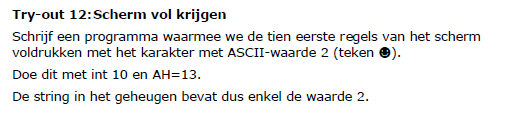 Try-out 12: Scherm vol krijgen
Schrijf een programma waarmee we de tien eerste regels van het scherm
voldrukken met het karakter met ASCII-waarde 2 (teken ☻).
Doe dit met int 10 en AH=13.
De string in het geheugen bevat dus enkel de waarde 2.